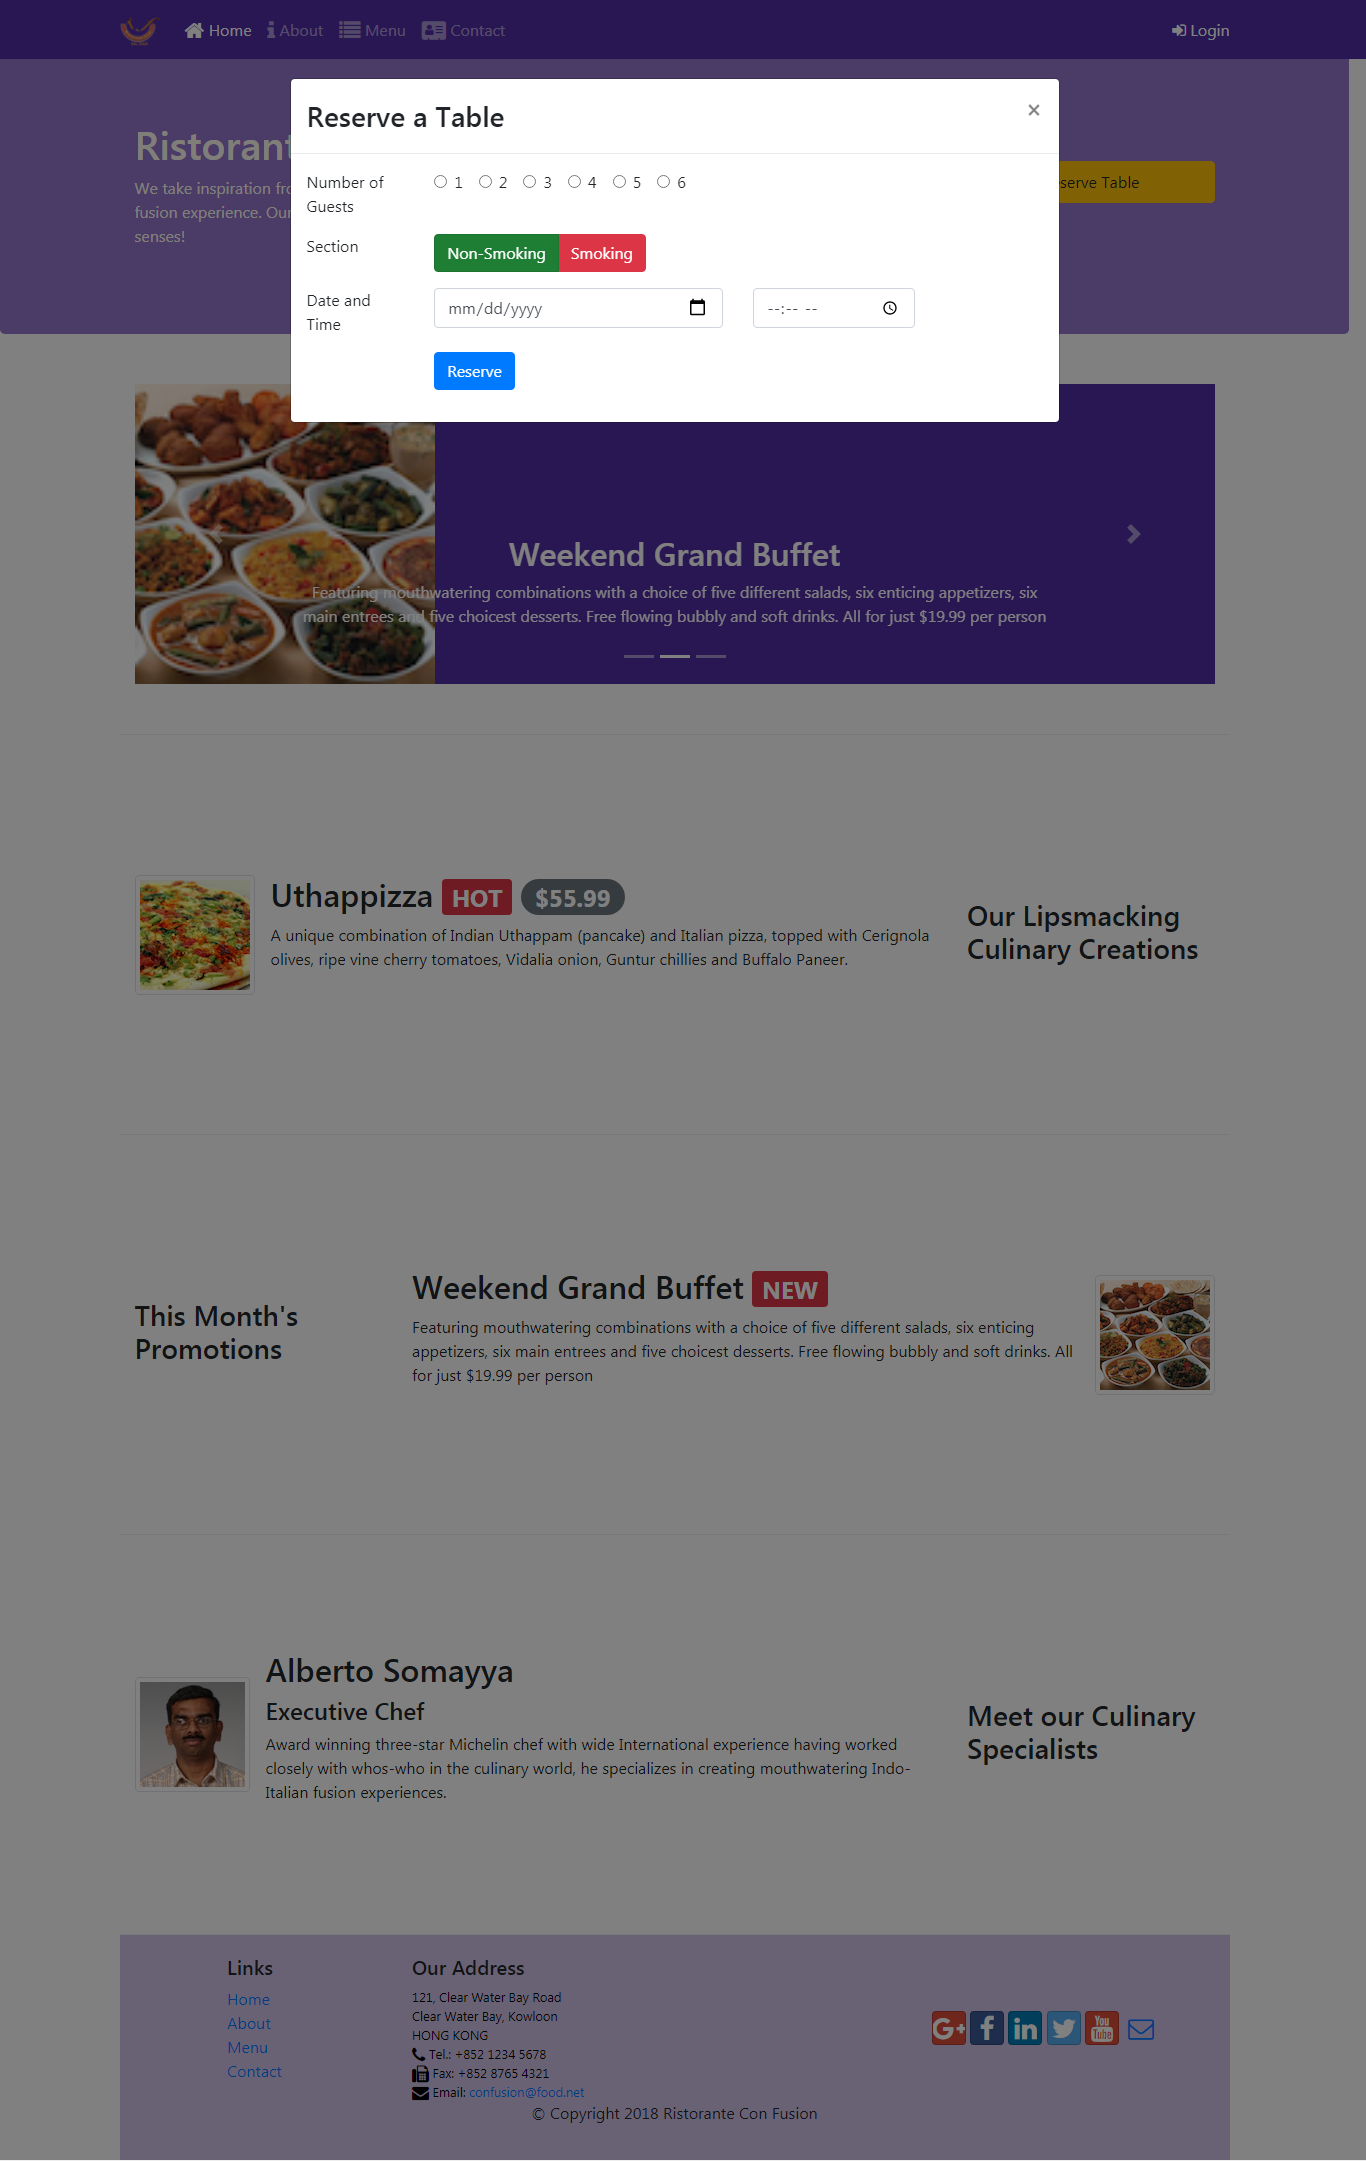 Home About Menu Contact Login
Reserve a Table ×
Ristorant
We take inspiration fr
fusion experience. Our
senses!
serve Table
Number of
Guests
1 2 3 4 5 6
Section
Non-Smoking Smoking
Date and
Time
mm/dd/yyyy --:-- --
Reserve
Weekend Grand Buffet
Featuring mouthwatering combinations with a choice of five different salads, six enticing appetizers, six
main entrees and five choicest desserts. Free flowing bubbly and soft drinks. All for just $19.99 per person
Uthappizza HOT $55.99
A unique combination of Indian Uthappam (pancake) and Italian pizza, topped with Cerignola
olives, ripe vine cherry tomatoes, Vidalia onion, Guntur chillies and Buffalo Paneer.
Our Lipsmacking
Culinary Creations
This Month's
Promotions
Weekend Grand Buffet NEW
Featuring mouthwatering combinations with a choice of five different salads, six enticing
appetizers, six main entrees and five choicest desserts. Free flowing bubbly and soft drinks. All
for just $19.99 per person
Alberto Somayya
Executive Chef
Award winning three-star Michelin chef with wide International experience having worked
closely with whos-who in the culinary world, he specializes in creating mouthwatering Indo-
Italian fusion experiences.
Meet our Culinary
Specialists
Links
Home
About
Menu
Contact
Our Address
121, Clear Water Bay Road
Clear Water Bay, Kowloon
HONG KONG
Tel.: +852 1234 5678
Fax: +852 8765 4321
Email: confusion@food.net
G+ f in You Tube
© Copyright 2018 Ristorante Con Fusion